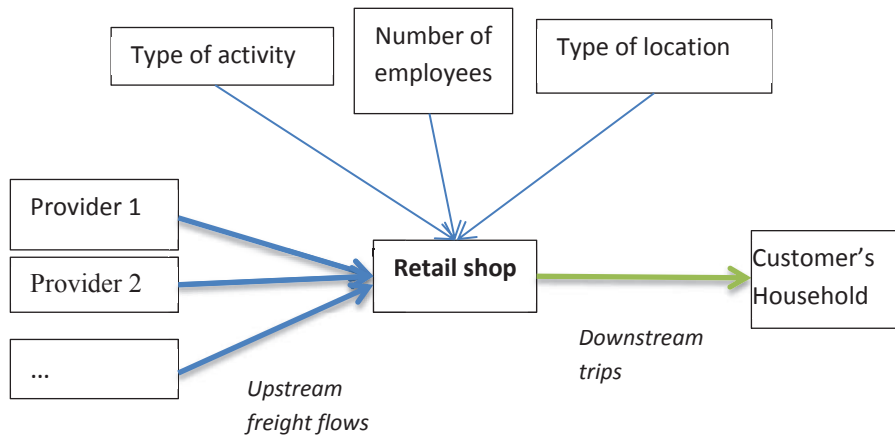 Type of activity
Number of
employees
Type of location
Provider 1
Provider 2
...
Retail shop
Customer’s
Household
Upstream
freight flows
Downstream
trips